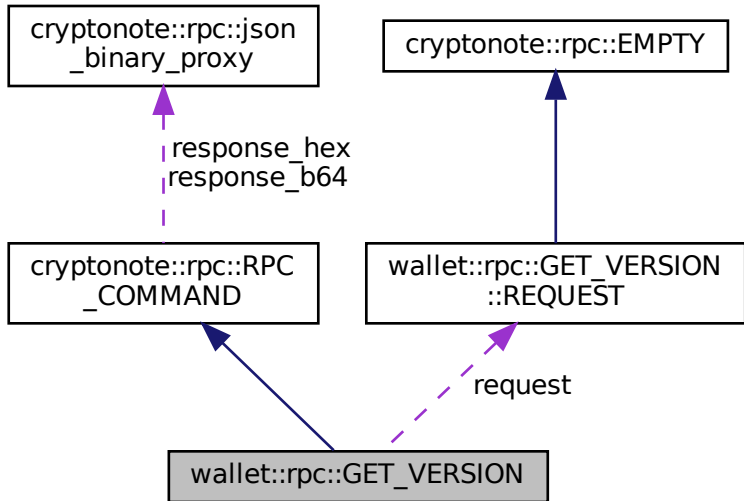 cryptonote::rpc::json
_binary_proxy
cryptonote::rpc::EMPTY
response_hex
response_b64
cryptonote::rpc::RPC
_COMMAND
wallet::rpc::GET_VERSION
::REQUEST
request
wallet::rpc::GET_VERSION